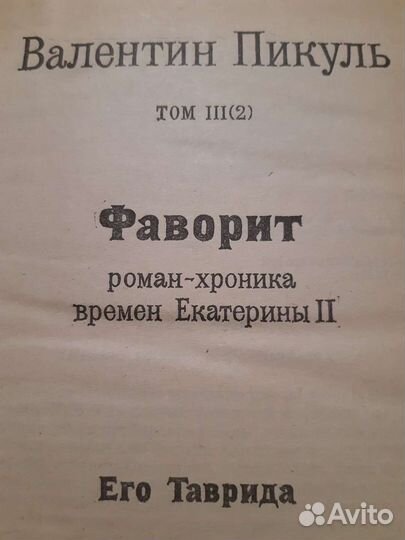 Валентин Пикуль
ТОМ III(2)
Фаворит
роман-хроника
времен Екатерины II
Его Таврида
Avito